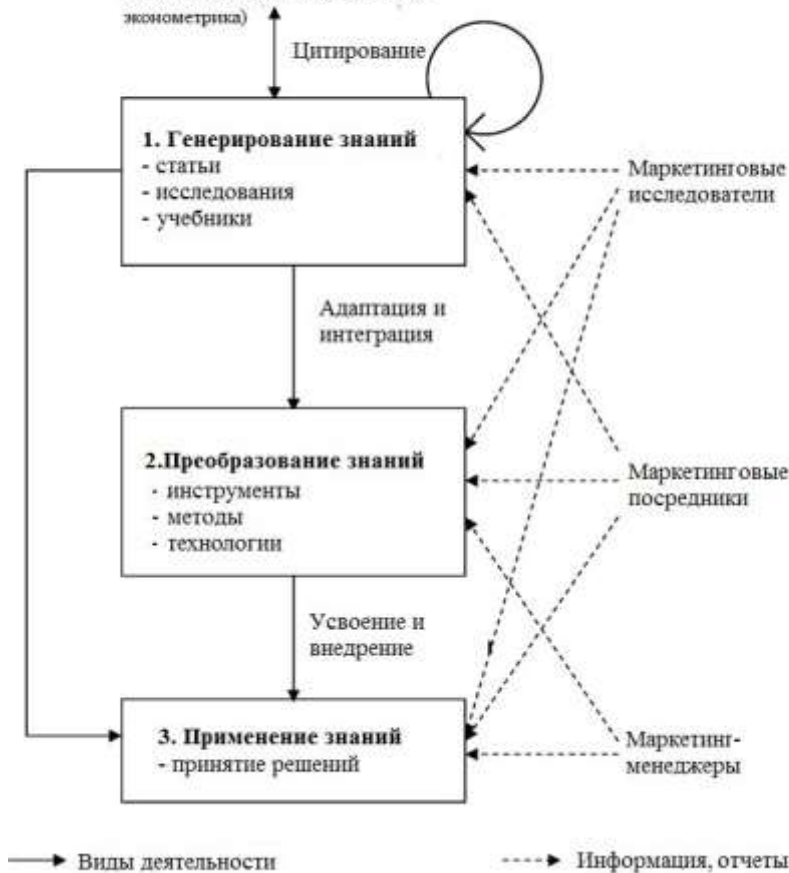 эконометрика)
Цитирование
1. Генерирование знаний
- статьи
- исследования
- учебники
Маркетинговые
исследователи
Адаптация и
интеграция
2.Преобразование знаний
- инструменты
- методы
- технологии
Маркетинговые
посредники
Усвоение и
внедрение
3. Применение знаний
- принятие решений
Маркетинг-
менеджеры
Виды деятельности
Информация, отчеты